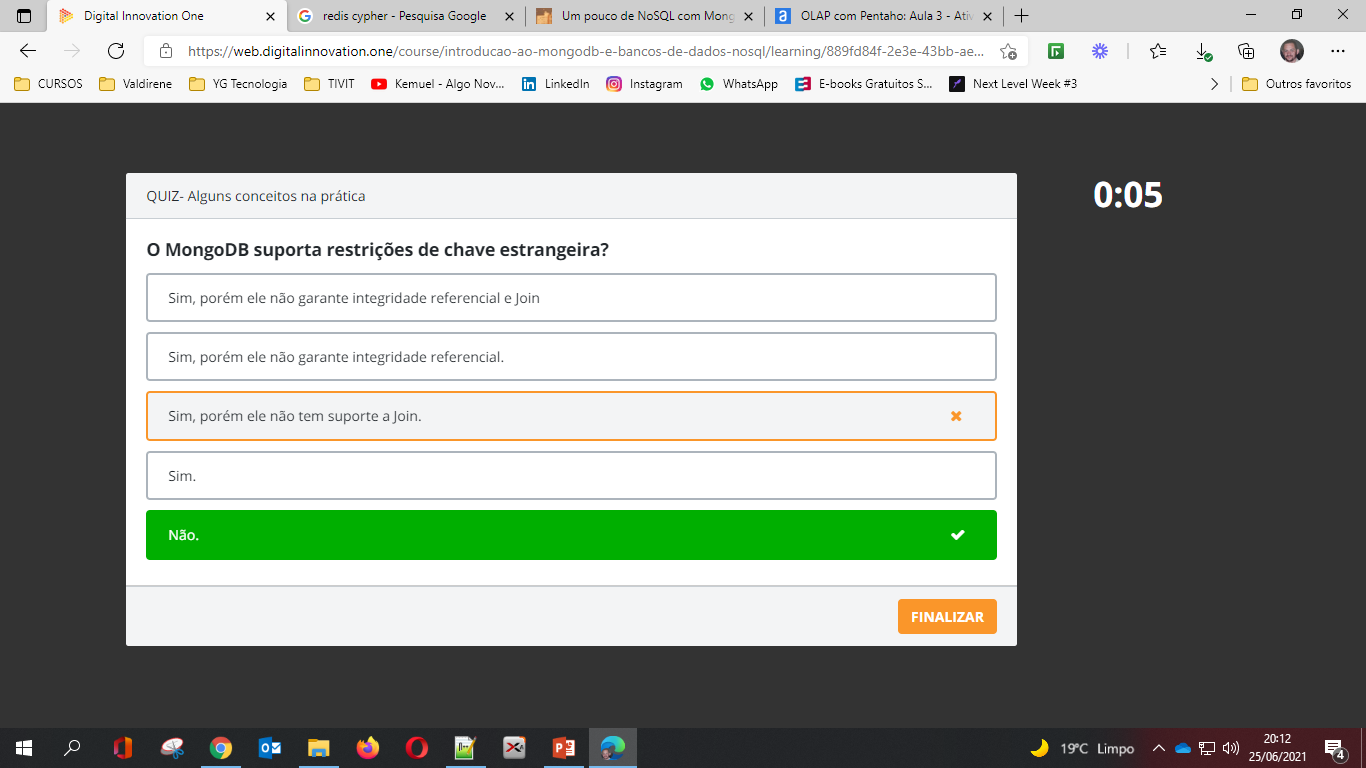 Digital Innovation One
redis cypher - Pesquisa Google
Um pouco de NoSQL com Mong
OLAP com Pentaho: Aula 3 - Ativ
https://web.digitalinnovation.one/course/introducao-ao-mongodb-e-bancos-de-dados-nosql/learning/889fd84f-2e3e-43bb-ae...
CURSOS
Valdirene
YG Tecnologia
TIVIT
Kemuel - Algo Nov...
LinkedIn
Instagram
WhatsApp
E-books Gratuitos S...
Next Level Week #3
Outros favoritos
QUIZ- Alguns conceitos na prática
0:05
O MongoDB suporta restrições de chave estrangeira?
Sim, porém ele não garante integridade referencial e Join
Sim, porém ele não garante integridade referencial.
Sim, porém ele não tem suporte a Join.
Sim.
Não.
FINALIZAR
19°C Limpo
20:12
25/06/2021
4